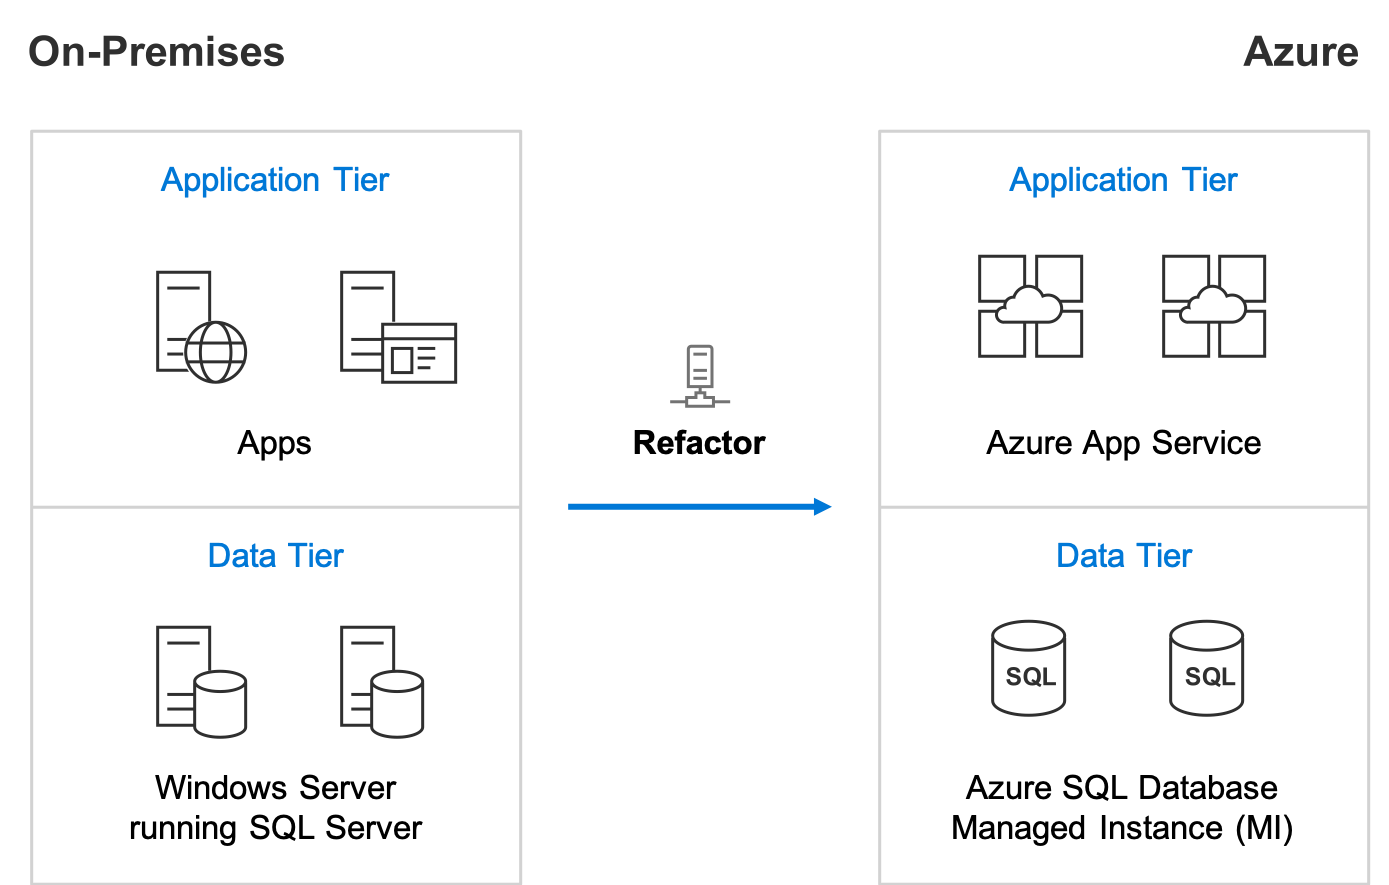 On-Premises
Azure
Application Tier
Apps
Data Tier
Windows Server
running SQL Server
Refactor
Application Tier
Azure App Service
Data Tier
SQL
SQL
Azure SQL Database
Managed Instance (MI)